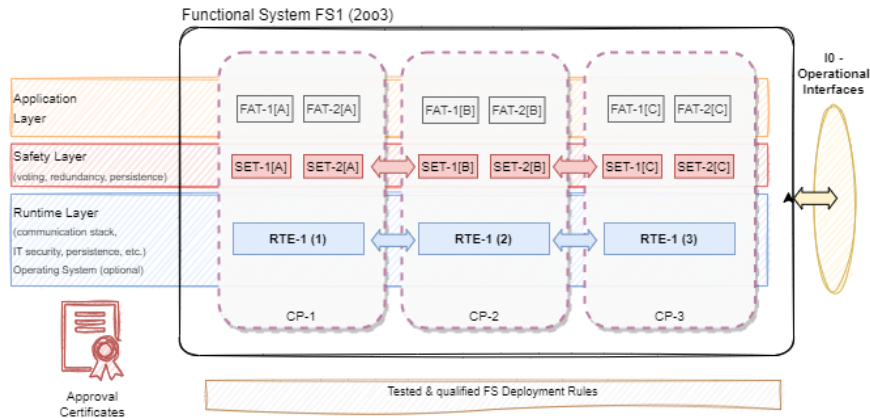 Functional System FS1 (2oo3)
I0 -
Operational
Interfaces
Application
Layer
FAT-1[A]
FAT-2[A]
FAT-1[B]
FAT-2[B]
FAT-1[C]
FAT-2[C]
Safety Layer
(voting, redundancy, persistence)
SET-1[A]
SET-2[A]
SET-1[B]
SET-2[B]
SET-1[C]
SET-2[C]
Runtime Layer
(communication stack,
IT security, persistence, etc.)
Operating System (optional)
RTE-1 (1)
RTE-1 (2)
RTE-1 (3)
CP-1
CP-2
CP-3
Approval
Certificates
Tested & qualified FS Deployment Rules